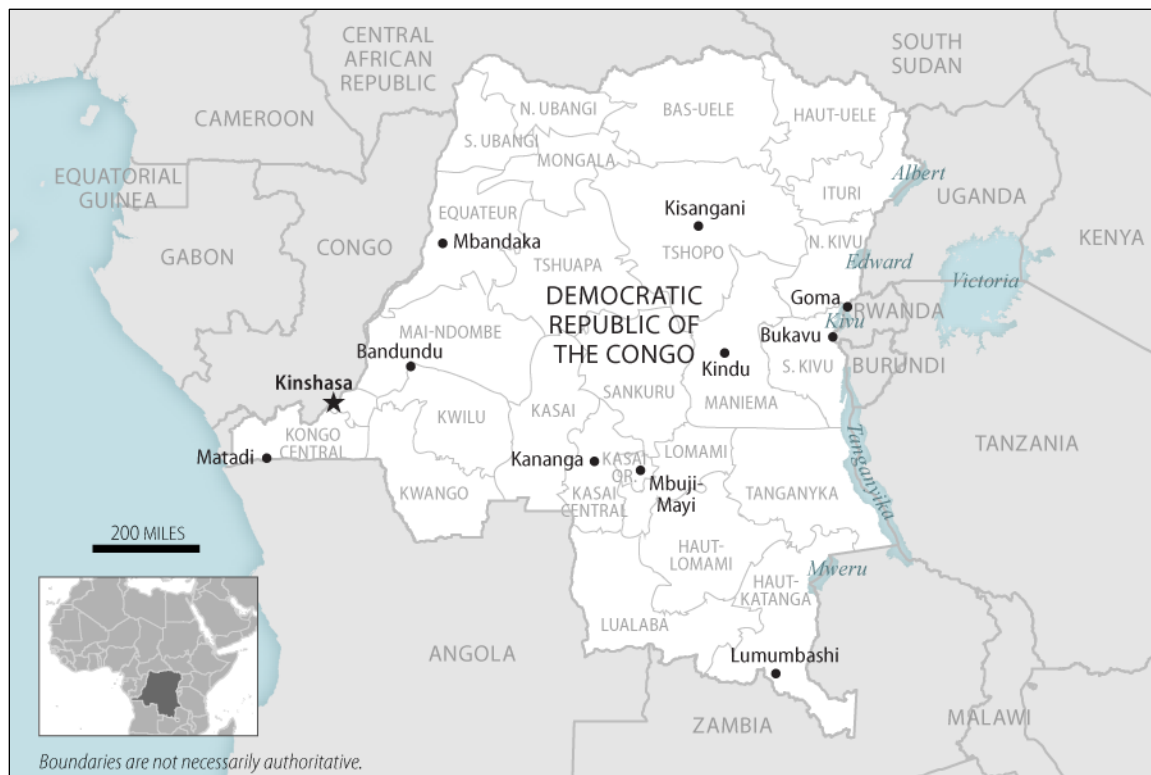 CENTRAL
AFRICAN
REPUBLIC
SOUTH
SUDAN
CAMEROON
N. UBANGI
BAS-UELE
HAUT-UELE
S. UBANGI
MONGALA
EQUATORIAL
GUINEA
ITURI
Albert
UGANDA
EQUATEUR
Kisangani
KENYA
GABON
CONGO
Mbandaka
TSHUAPA
TSHOPO
N. KIVU
Edward
Victoria
DEMOCRATIC
REPUBLIC OF
THE CONGO
Goma
Kivu
RWANDA
MAI-NDOMBE
Bukavu
Bandundu
Kindu
S. KIVU
BURUNDI
Kinshasa
SANKURU
MANIEMA
KWILU
KASAI
KONGO
CENTRAL
Matadi
Kananga
KASAI
OR.
LOMAMI
Tanganyika
TANZANIA
KWANGO
KASAI
CENTRAL
Mbuji-
Mayi
TANGANYIKA
200 MILES
HAUT-
LOMAMI
Mweru
HAUT-
KATANGA
LUALABA
ANGOLA
Lumumbashi
ZAMBIA
MALAWI
Boundaries are not necessarily authoritative.